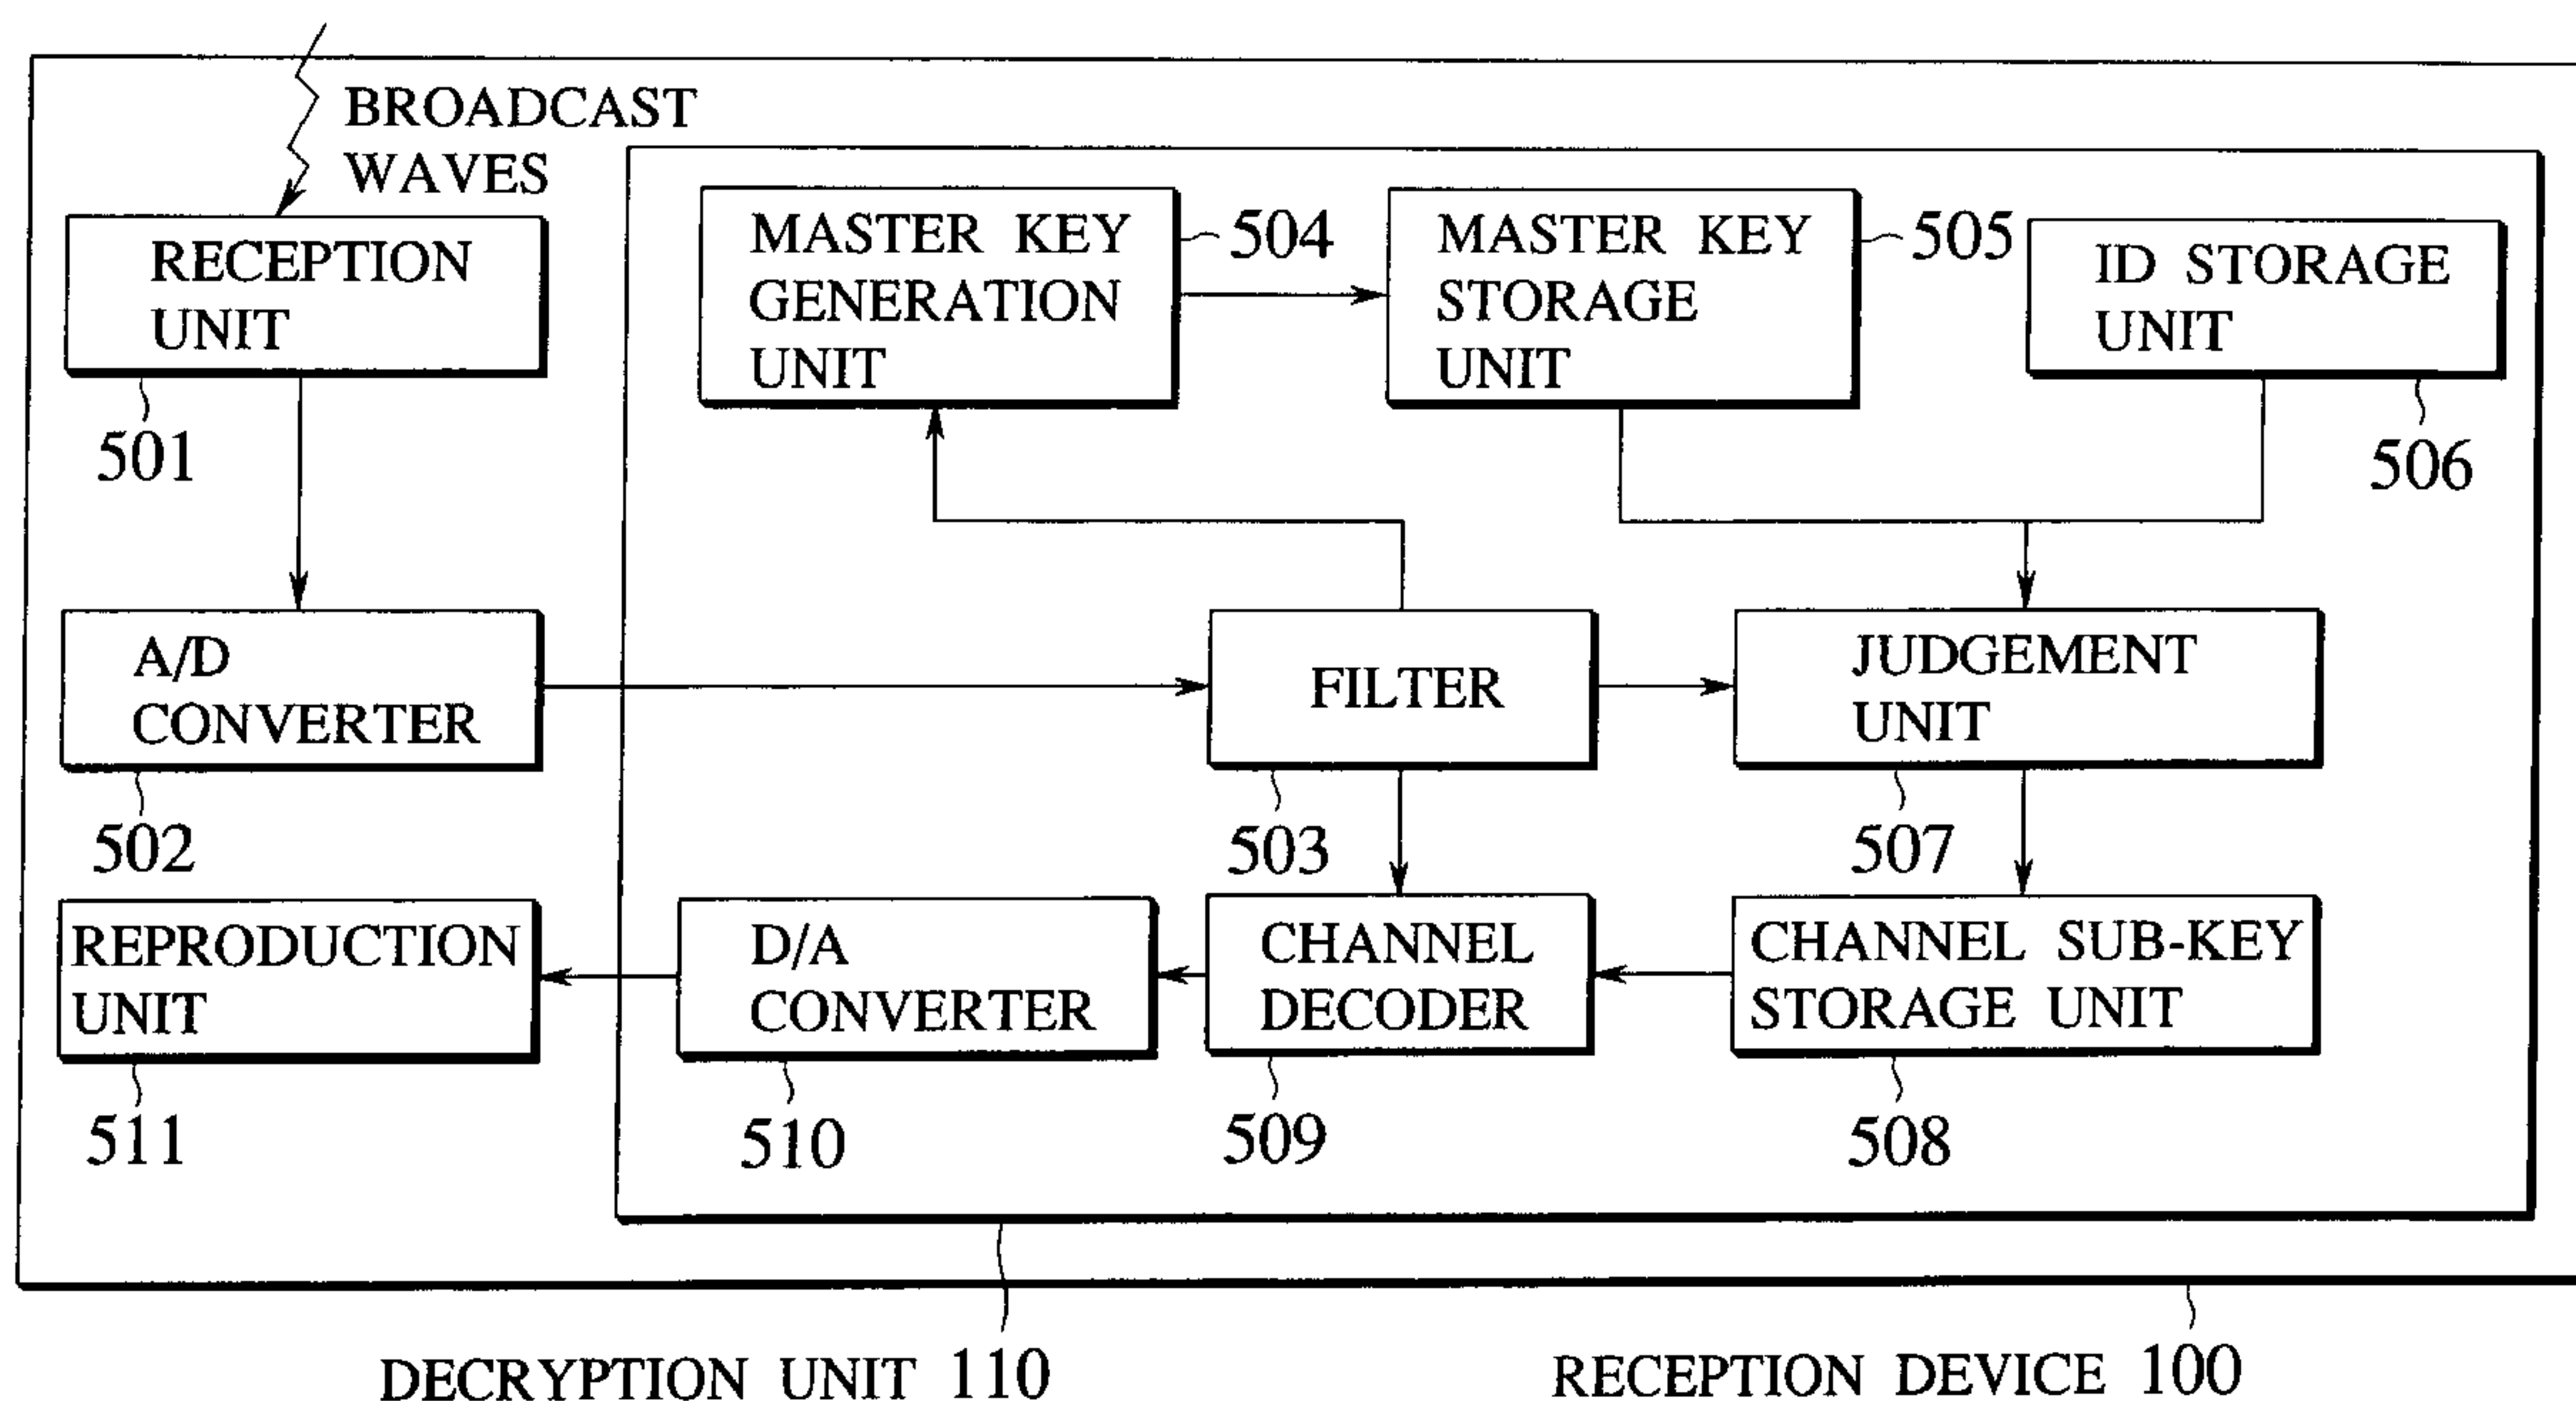 BROADCAST
WAVES
RECEPTION
UNIT
501
MASTER KEY
GENERATION
UNIT
504
MASTER KEY
STORAGE
UNIT
505
ID STORAGE
UNIT
506
A/D
CONVERTER
502
FILTER
503
JUDGEMENT
UNIT
507
REPRODUCTION
UNIT
511
D/A
CONVERTER
510
CHANNEL
DECODER
509
CHANNEL SUB-KEY
STORAGE UNIT
508
DECRYPTION UNIT 110
RECEPTION DEVICE 100